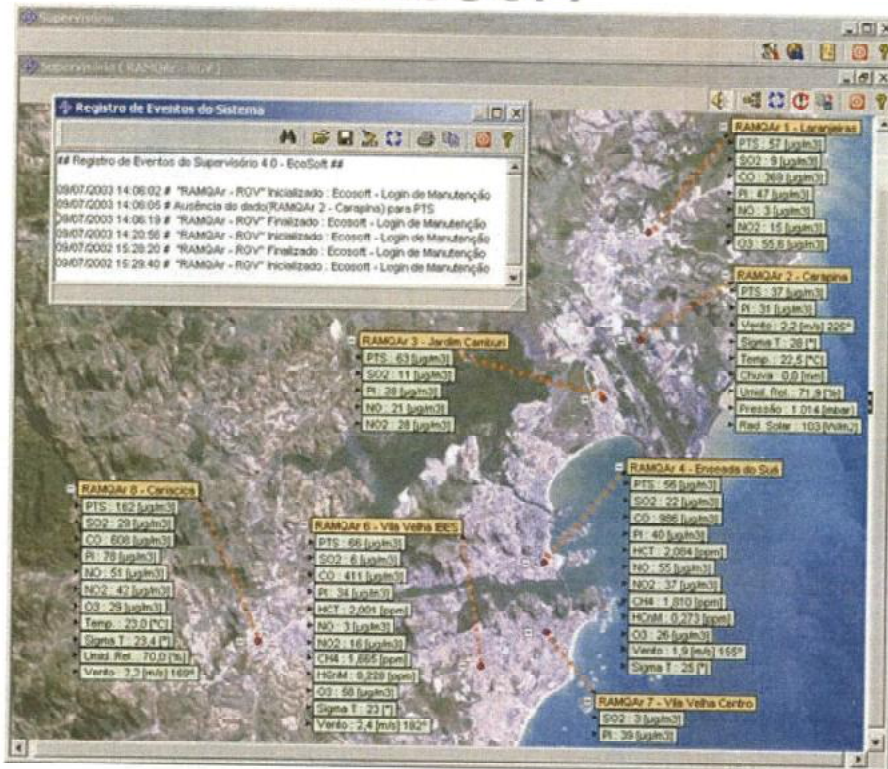 Supervisório
Supervisório ( RAMQAr - RGV )
Registro de Eventos do Sistema
## Registro de Eventos do Supervisório 4.0 - EcoSoft ##
09/07/2003 14:06:02 # "RAMQAr - RGV" Inicializado : Ecosoft - Login de Manutenção
09/07/2003 14:06:05 # Ausência do dado(RAMQAr 2 - Carapina) para PTS
09/07/2003 14:06:19 # "RAMQAr - RGV" Finalizado : Ecosoft - Login de Manutenção
09/07/2003 14:20:56 # "RAMQAr - RGV" Inicializado : Ecosoft - Login de Manutenção
09/07/2002 15:28:20 # "RAMQAr - RGV" Finalizado : Ecosoft - Login de Manutenção
09/07/2002 15:29:40 # "RAMQAr - RGV" Inicializado : Ecosoft - Login de Manutenção
RAMQAr 1 - Laranjeiras
PTS : 57 [ug/m3]
SO2 : 9 [ug/m3]
CO : 269 [ug/m3]
PI : 47 [ug/m3]
NO : 3 [ug/m3]
NO2 : 15 [ug/m3]
O3 : 55,6 [ug/m3]
RAMQAr 2 - Carapina
PTS : 37 [ug/m3]
PI : 31 [ug/m3]
Vento : 2,2 [m/s] 226º
Sigma T : 28 [º]
Temp. : 22,5 [ºC]
Chuva : 0,0 [mm]
Umid. Rel. : 71,9 [%]
Pressão : 1.014 [mbar]
Rad. Solar : 103 [W/m2]
RAMQAr 3 - Jardim Camburi
PTS : 63 [ug/m3]
SO2 : 11 [ug/m3]
PI : 28 [ug/m3]
NO : 21 [ug/m3]
NO2 : 28 [ug/m3]
RAMQAr 4 - Enseada do Suá
PTS : 56 [ug/m3]
SO2 : 22 [ug/m3]
CO : 986 [ug/m3]
PI : 40 [ug/m3]
HCT : 2,084 [ppm]
NO : 55 [ug/m3]
NO2 : 37 [ug/m3]
CH4 : 1,810 [ppm]
HCnM : 0,273 [ppm]
O3 : 26 [ug/m3]
Vento : 1,9 [m/s] 155º
Sigma T : 25 [º]
RAMQAr 8 - Cariacica
PTS : 162 [ug/m3]
SO2 : 29 [ug/m3]
CO : 608 [ug/m3]
PI : 78 [ug/m3]
NO : 51 [ug/m3]
NO2 : 42 [ug/m3]
O3 : 29 [ug/m3]
Temp. : 23,0 [ºC]
Sigma T : 23,4 [º]
Umid. Rel. : 70,0 [%]
Vento : 2,2 [m/s] 169º
RAMQAr 6 - Vila Velha IBES
PTS : 66 [ug/m3]
SO2 : 6 [ug/m3]
CO : 411 [ug/m3]
PI : 34 [ug/m3]
HCT : 2,001 [ppm]
NO : 3 [ug/m3]
NO2 : 16 [ug/m3]
CH4 : 1,665 [ppm]
HCnM : 0,228 [ppm]
O3 : 58 [ug/m3]
Sigma T : 23 [º]
Vento : 2,4 [m/s] 182º
RAMQAr 7 - Vila Velha Centro
SO2 : 3 [ug/m3]
PI : 39 [ug/m3]